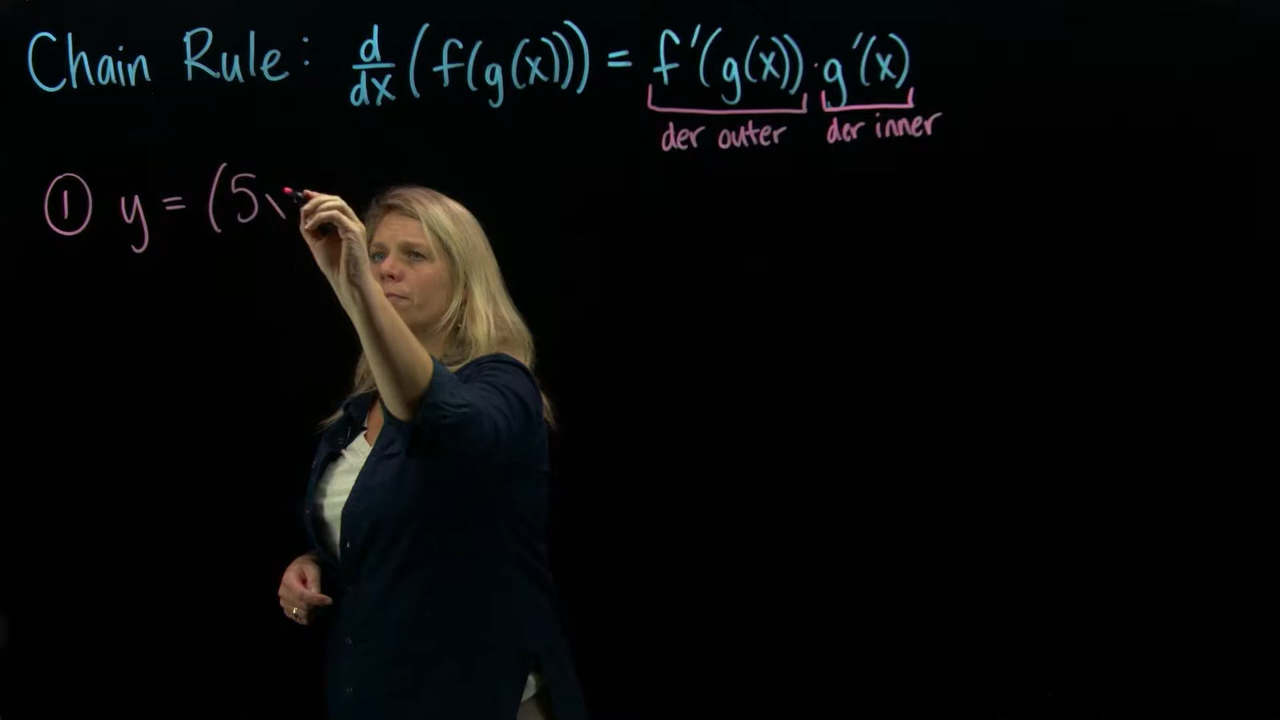 Chain Rule: d/dx (f(g(x))) = f'(g(x)) · g'(x)
der outer der inner
① y = (5